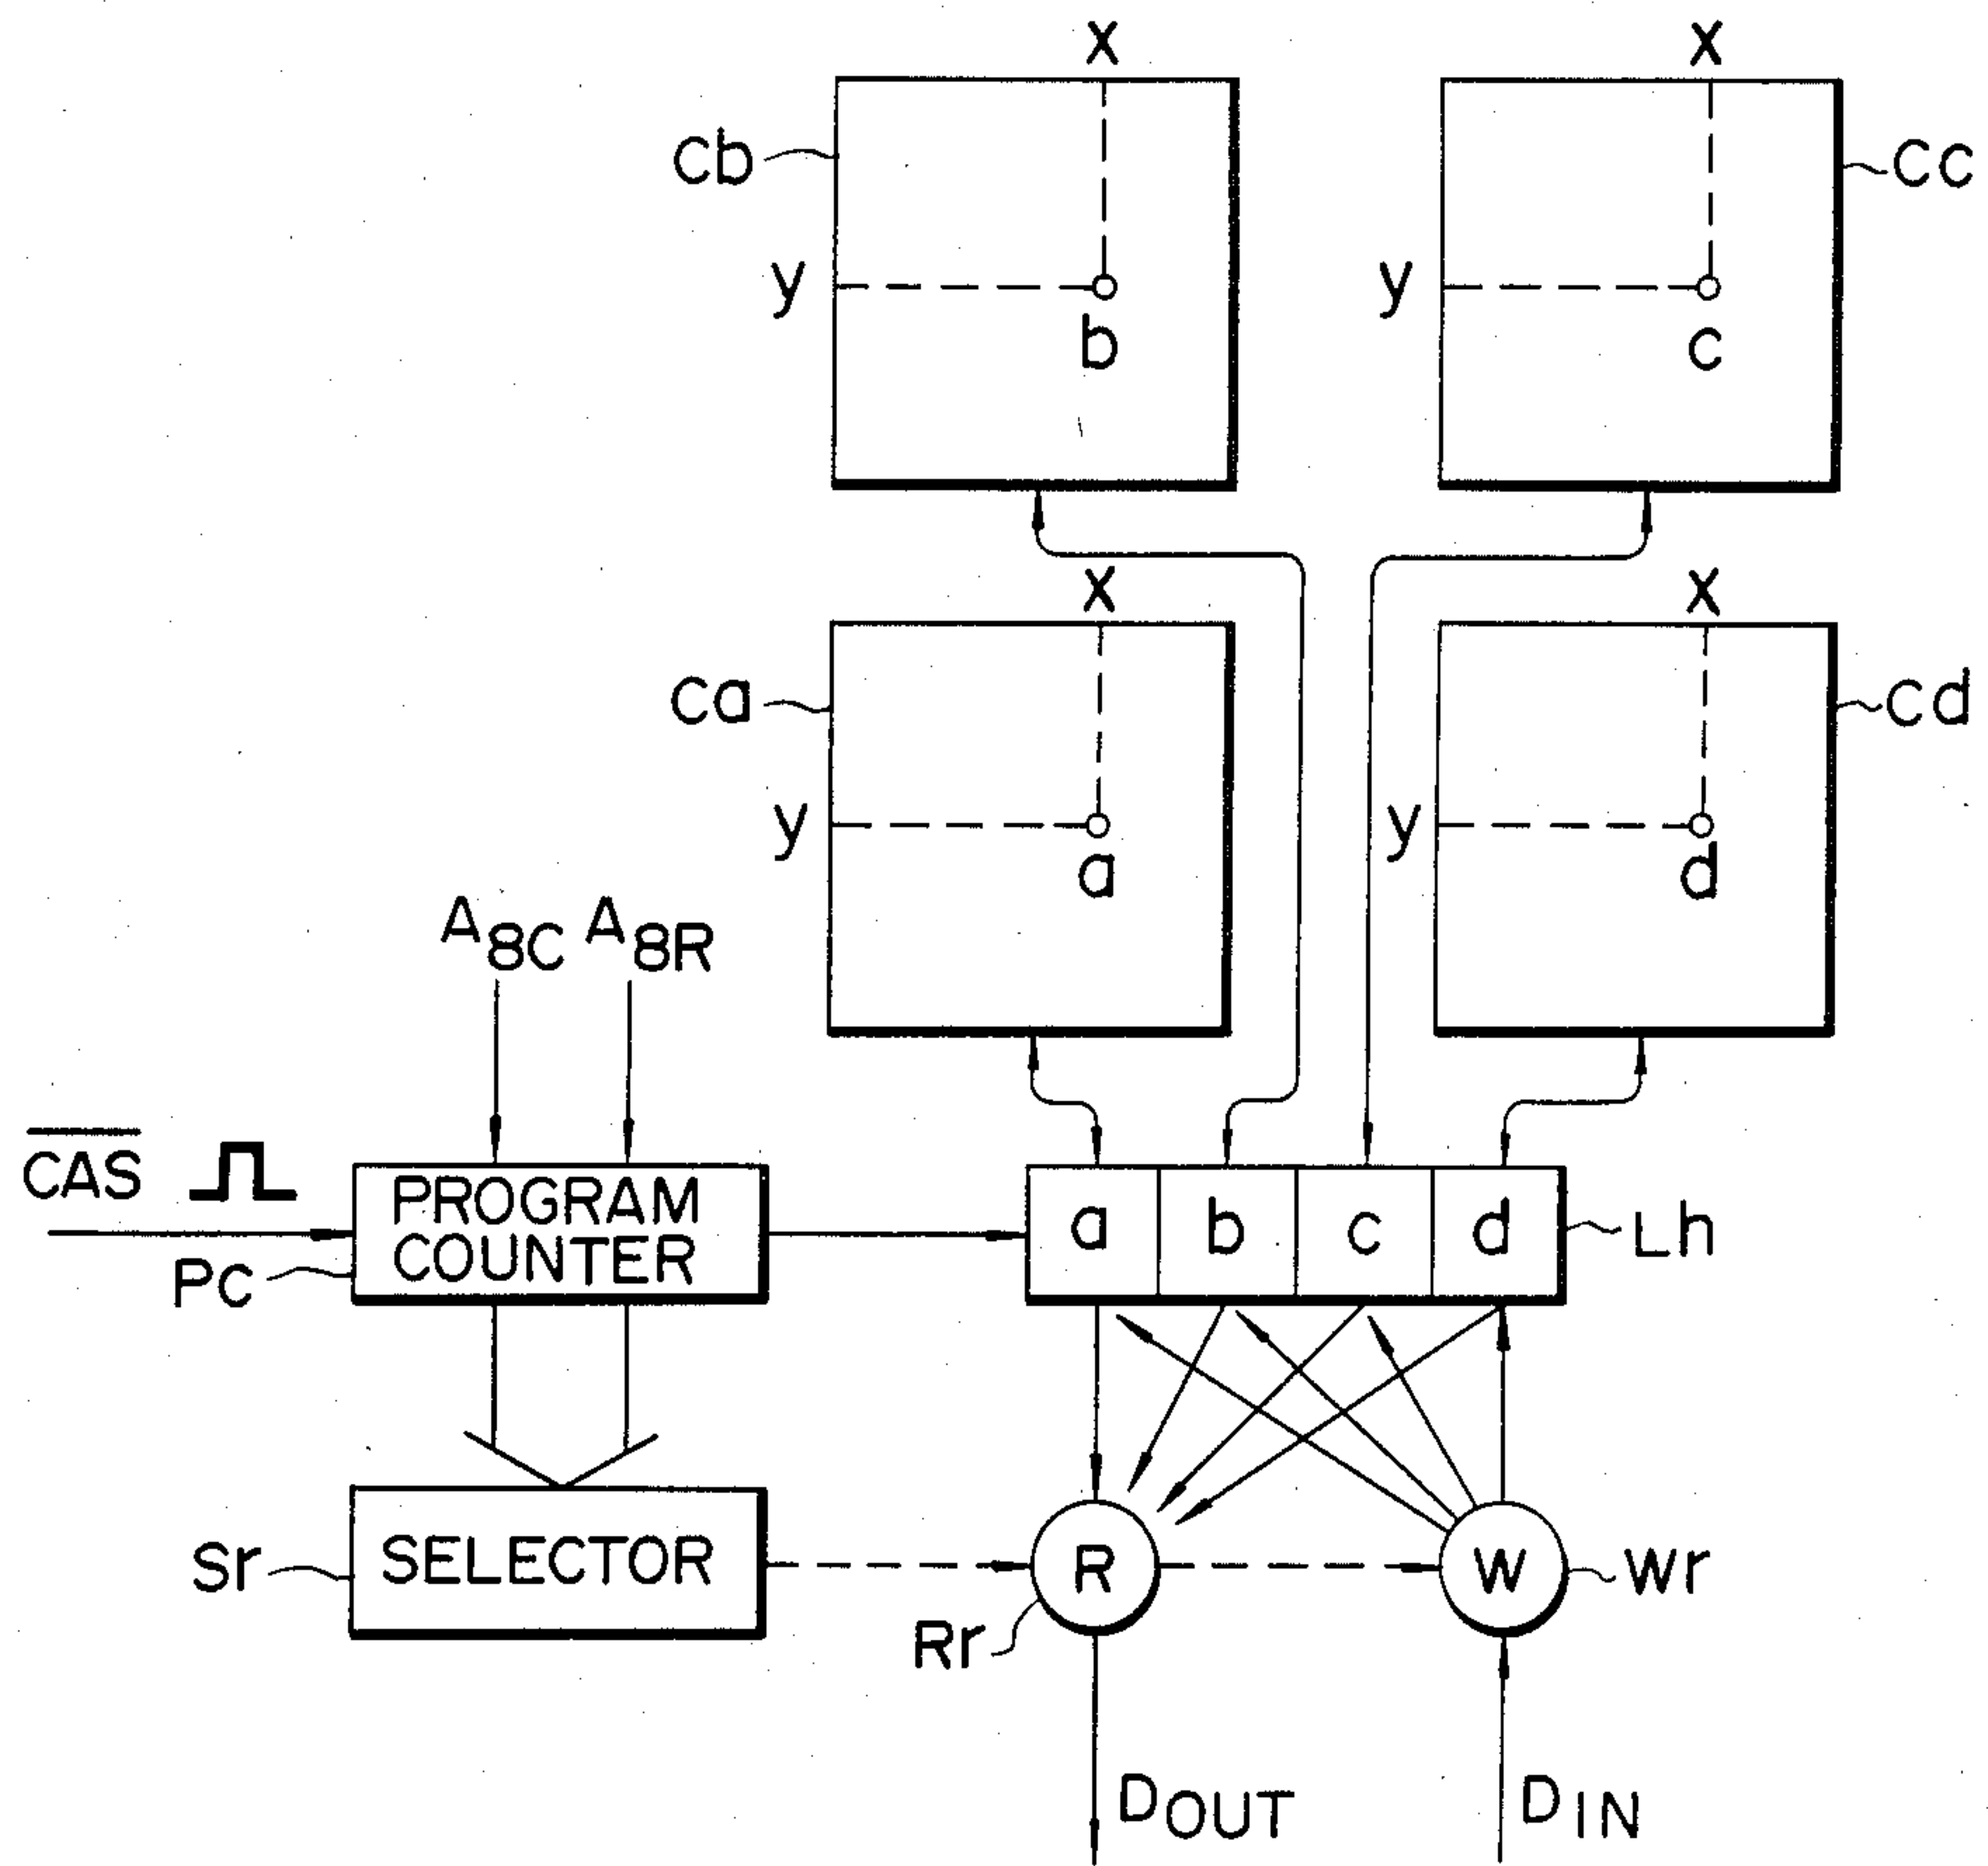 x
x
Cb
Cc
y
y
b
c
x
x
Ca
Cd
y
y
a
d
A8C A8R
CAS
PROGRAM
COUNTER
a b c d
Lh
PC
SELECTOR
Sr
R
W
Wr
Rr
DOUT
DIN